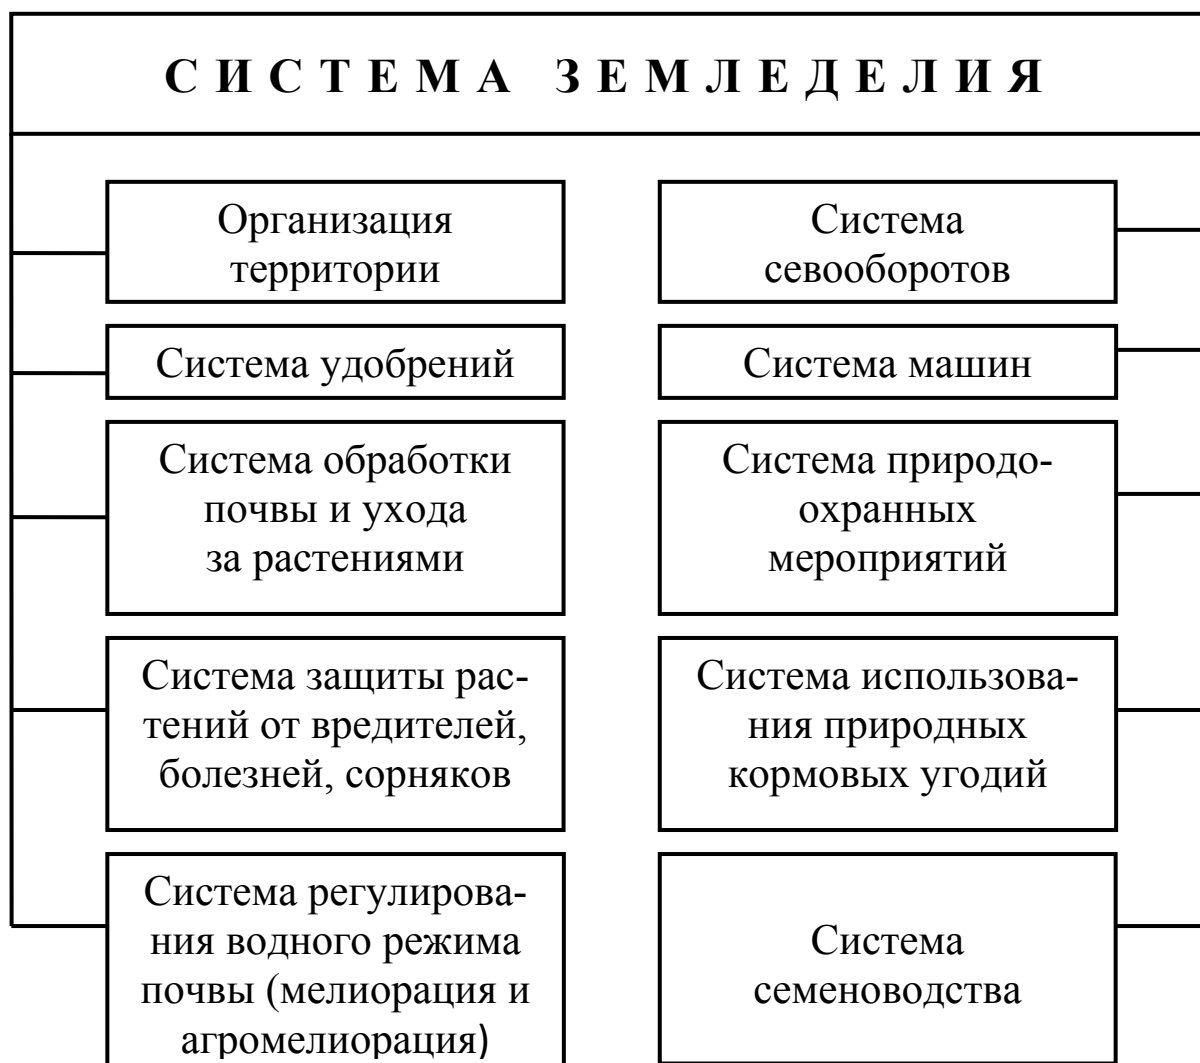 СИСТЕМА ЗЕМЛЕДЕЛИЯ
Организация
территории
Система
севооборотов
Система удобрений
Система машин
Система обработки
почвы и ухода
за растениями
Система природо-
охранных
мероприятий
Система защиты рас-
тений от вредителей,
болезней, сорняков
Система использова-
ния природных
кормовых угодий
Система регулирова-
ния водного режима
почвы (мелиорация и
агромелиорация)
Система
семеноводства